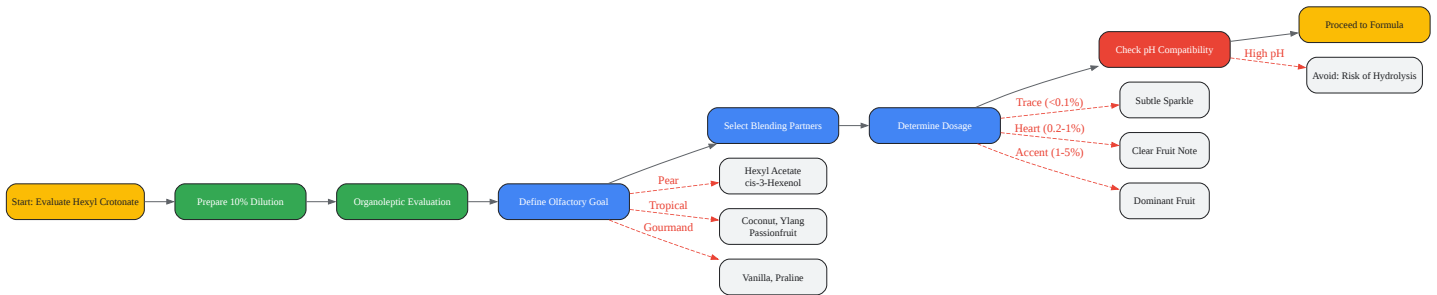 Start: Evaluate Hexyl Crotonate
Prepare 10% Dilution
Organoleptic Evaluation
Define Olfactory Goal
Select Blending Partners
Pear
Hexyl Acetate
cis-3-Hexenol
Tropical
Coconut, Ylang
Passionfruit
Gourmand
Vanilla, Praline
Determine Dosage
Check pH Compatibility
Trace (<0.1%)
Subtle Sparkle
Heart (0.2-1%)
Clear Fruit Note
Accent (1-5%)
Dominant Fruit
Proceed to Formula
High pH
Avoid: Risk of Hydrolysis